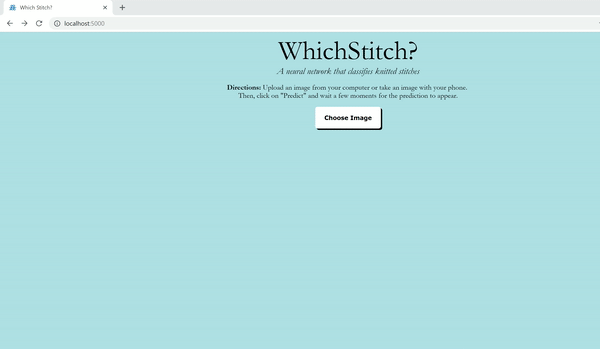 Which Stitch?
localhost:5000
WhichStitch?
A neural network that classifies knitted stitches
Directions: Upload an image from your computer or take an image with your phone.
Then, click on "Predict" and wait a few moments for the prediction to appear.
Choose Image